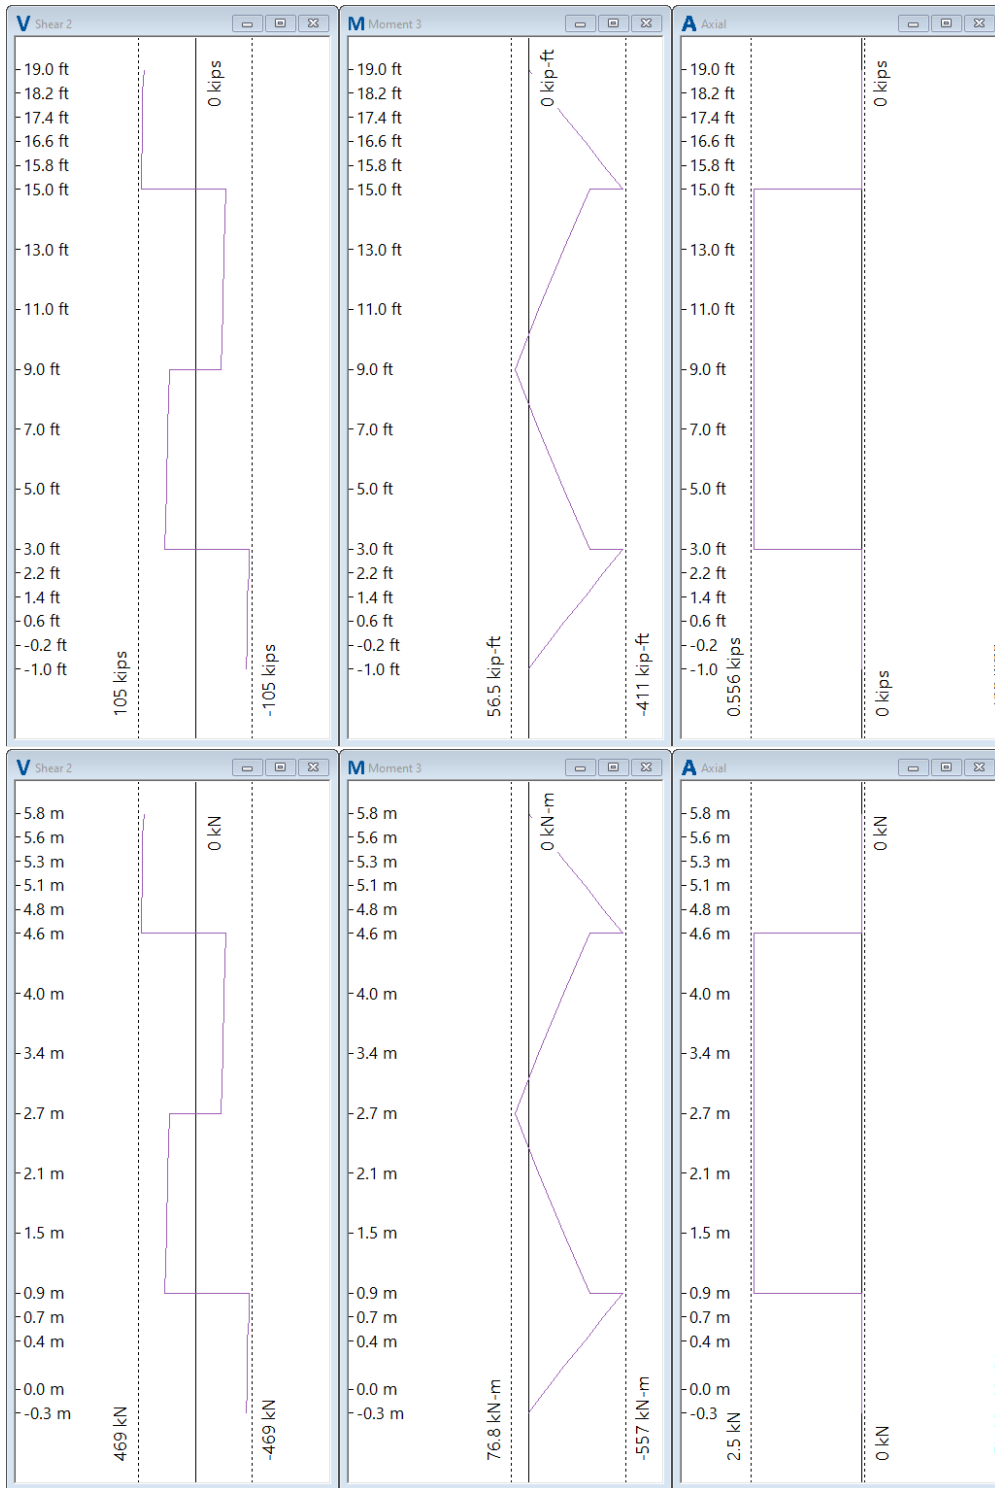 V Shear 2
19.0 ft
18.2 ft
17.4 ft
16.6 ft
15.8 ft
15.0 ft
13.0 ft
11.0 ft
9.0 ft
7.0 ft
5.0 ft
3.0 ft
2.2 ft
1.4 ft
0.6 ft
-0.2 ft
-1.0 ft
105 kips
0 kips
-105 kips
M Moment 3
19.0 ft
18.2 ft
17.4 ft
16.6 ft
15.8 ft
15.0 ft
13.0 ft
11.0 ft
9.0 ft
7.0 ft
5.0 ft
3.0 ft
2.2 ft
1.4 ft
0.6 ft
-0.2 ft
-1.0 ft
56.5 kip-ft
0 kip-ft
-411 kip-ft
A Axial
19.0 ft
18.2 ft
17.4 ft
16.6 ft
15.8 ft
15.0 ft
13.0 ft
11.0 ft
9.0 ft
7.0 ft
5.0 ft
3.0 ft
2.2 ft
1.4 ft
0.6 ft
-0.2
-1.0
0.556 kips
0 kips
0 kips
V Shear 2
5.8 m
5.6 m
5.3 m
5.1 m
4.8 m
4.6 m
4.0 m
3.4 m
2.7 m
2.1 m
1.5 m
0.9 m
0.7 m
0.4 m
0.0 m
-0.3 m
469 kN
0 kN
-469 kN
M Moment 3
5.8 m
5.6 m
5.3 m
5.1 m
4.8 m
4.6 m
4.0 m
3.4 m
2.7 m
2.1 m
1.5 m
0.9 m
0.7 m
0.4 m
0.0 m
-0.3 m
76.8 kN-m
0 kN-m
-557 kN-m
A Axial
5.8 m
5.6 m
5.3 m
5.1 m
4.8 m
4.6 m
4.0 m
3.4 m
2.7 m
2.1 m
1.5 m
0.9 m
0.7 m
0.4 m
0.0 m
-0.3
2.5 kN
0 kN
0 kN